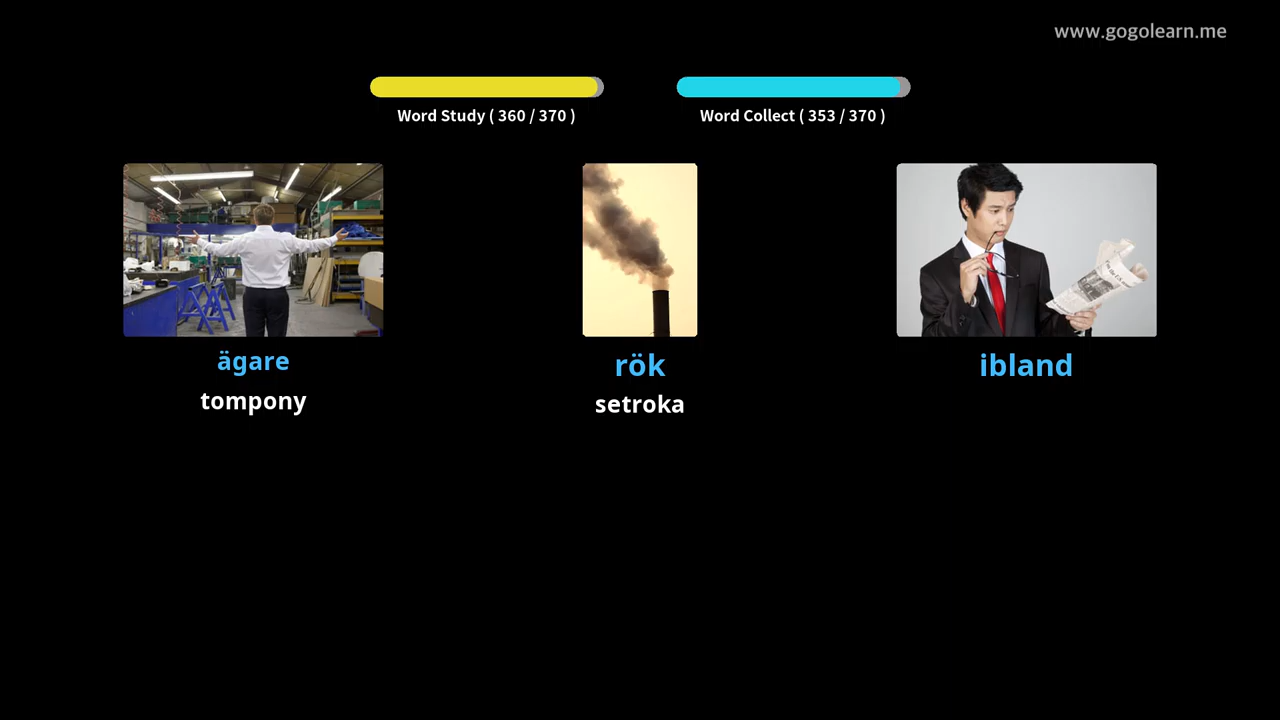 www.gogolearn.me
Word Study ( 360 / 370 )
Word Collect ( 353 / 370 )
ägare
tompony
rök
setroka
ibland